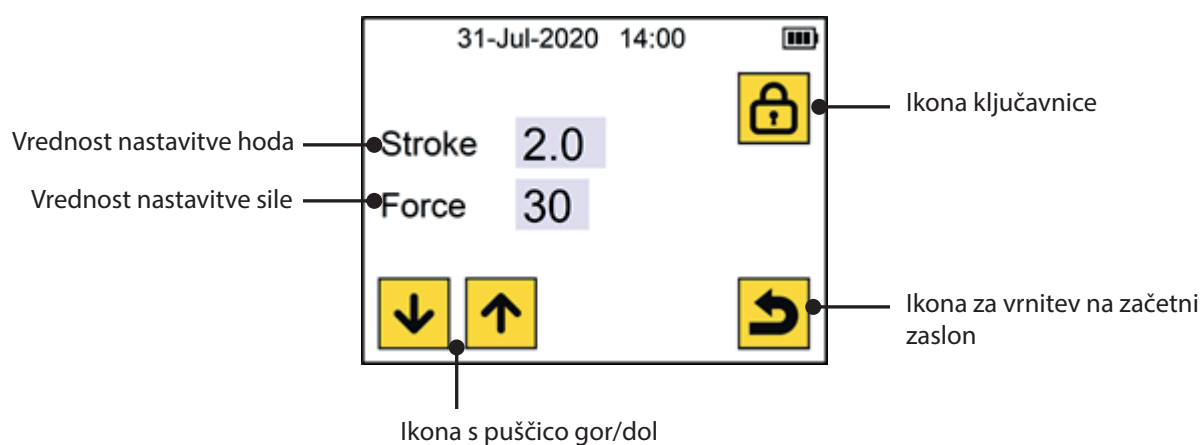 31-Jul-2020 14:00
Ikona ključavnice
Vrednost nastavitve hoda
Stroke 2.0
Vrednost nastavitve sile
Force 30
Ikona za vrnitev na začetni
zaslon
Ikona s puščico gor/dol